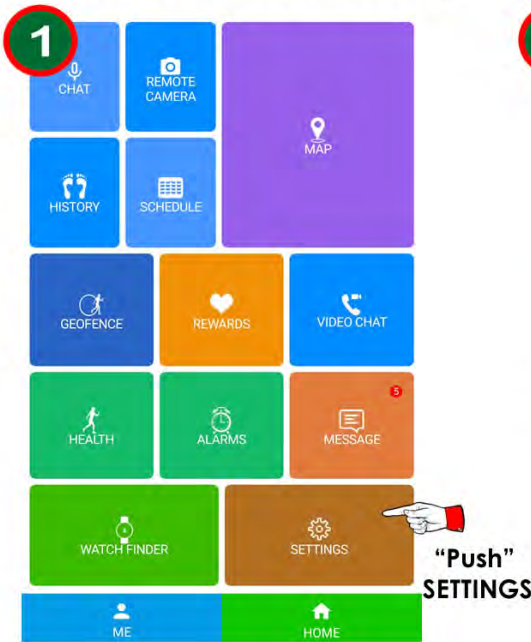 1
CHAT
REMOTE
CAMERA
MAP
HISTORY
SCHEDULE
GEOFENCE
REWARDS
VIDEO CHAT
5
HEALTH
ALARMS
MESSAGE
WATCH FINDER
SETTINGS
“Push”
SETTINGS
ME
HOME